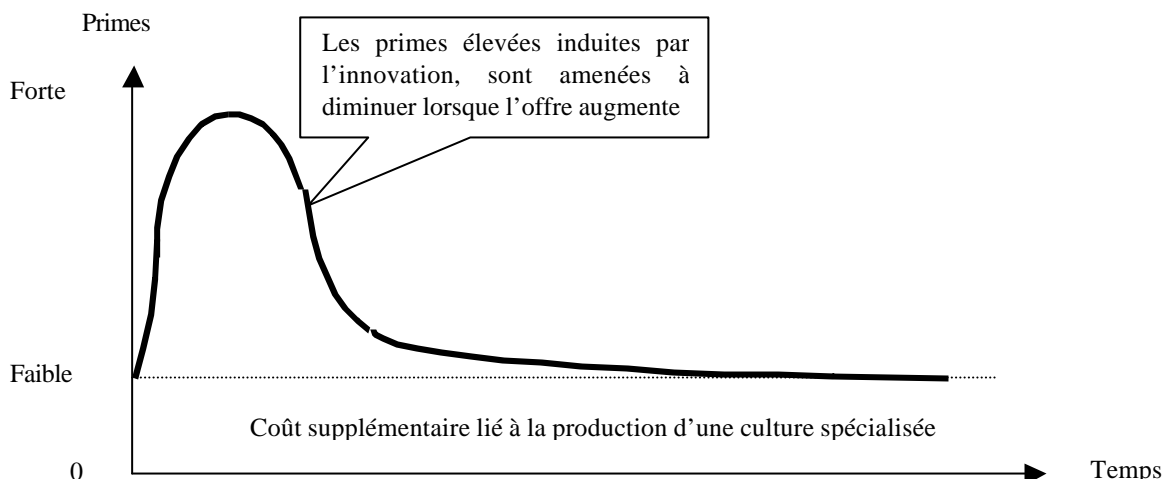 Primes
Les primes élevées induites par
l’innovation, sont amenées à
diminuer lorsque l’offre augmente
Forte
Faible
Coût supplémentaire lié à la production d’une culture spécialisée
0
Temps